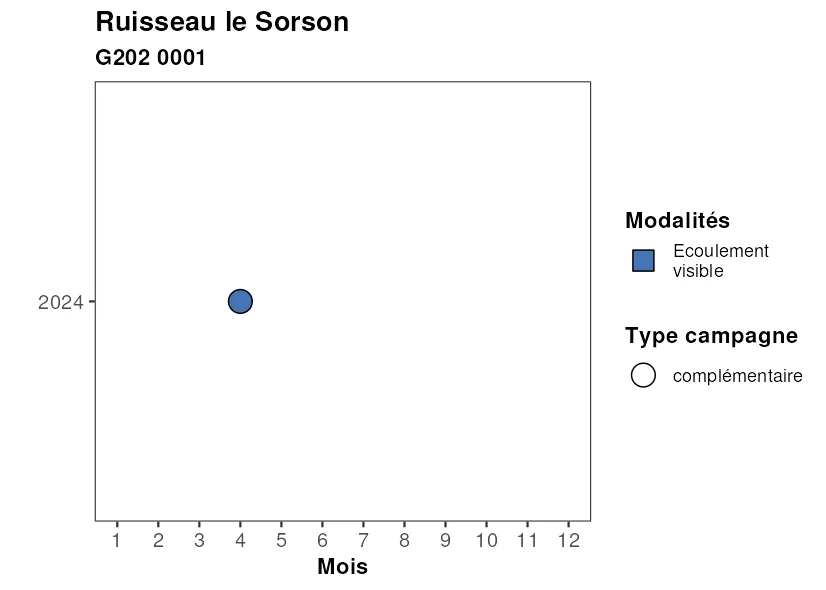 Ruisseau le Sorson
G202 0001
Modalités
Ecoulement
visible
2024
Type campagne
complémentaire
1 2 3 4 5 6 7 8 9 10 11 12
Mois